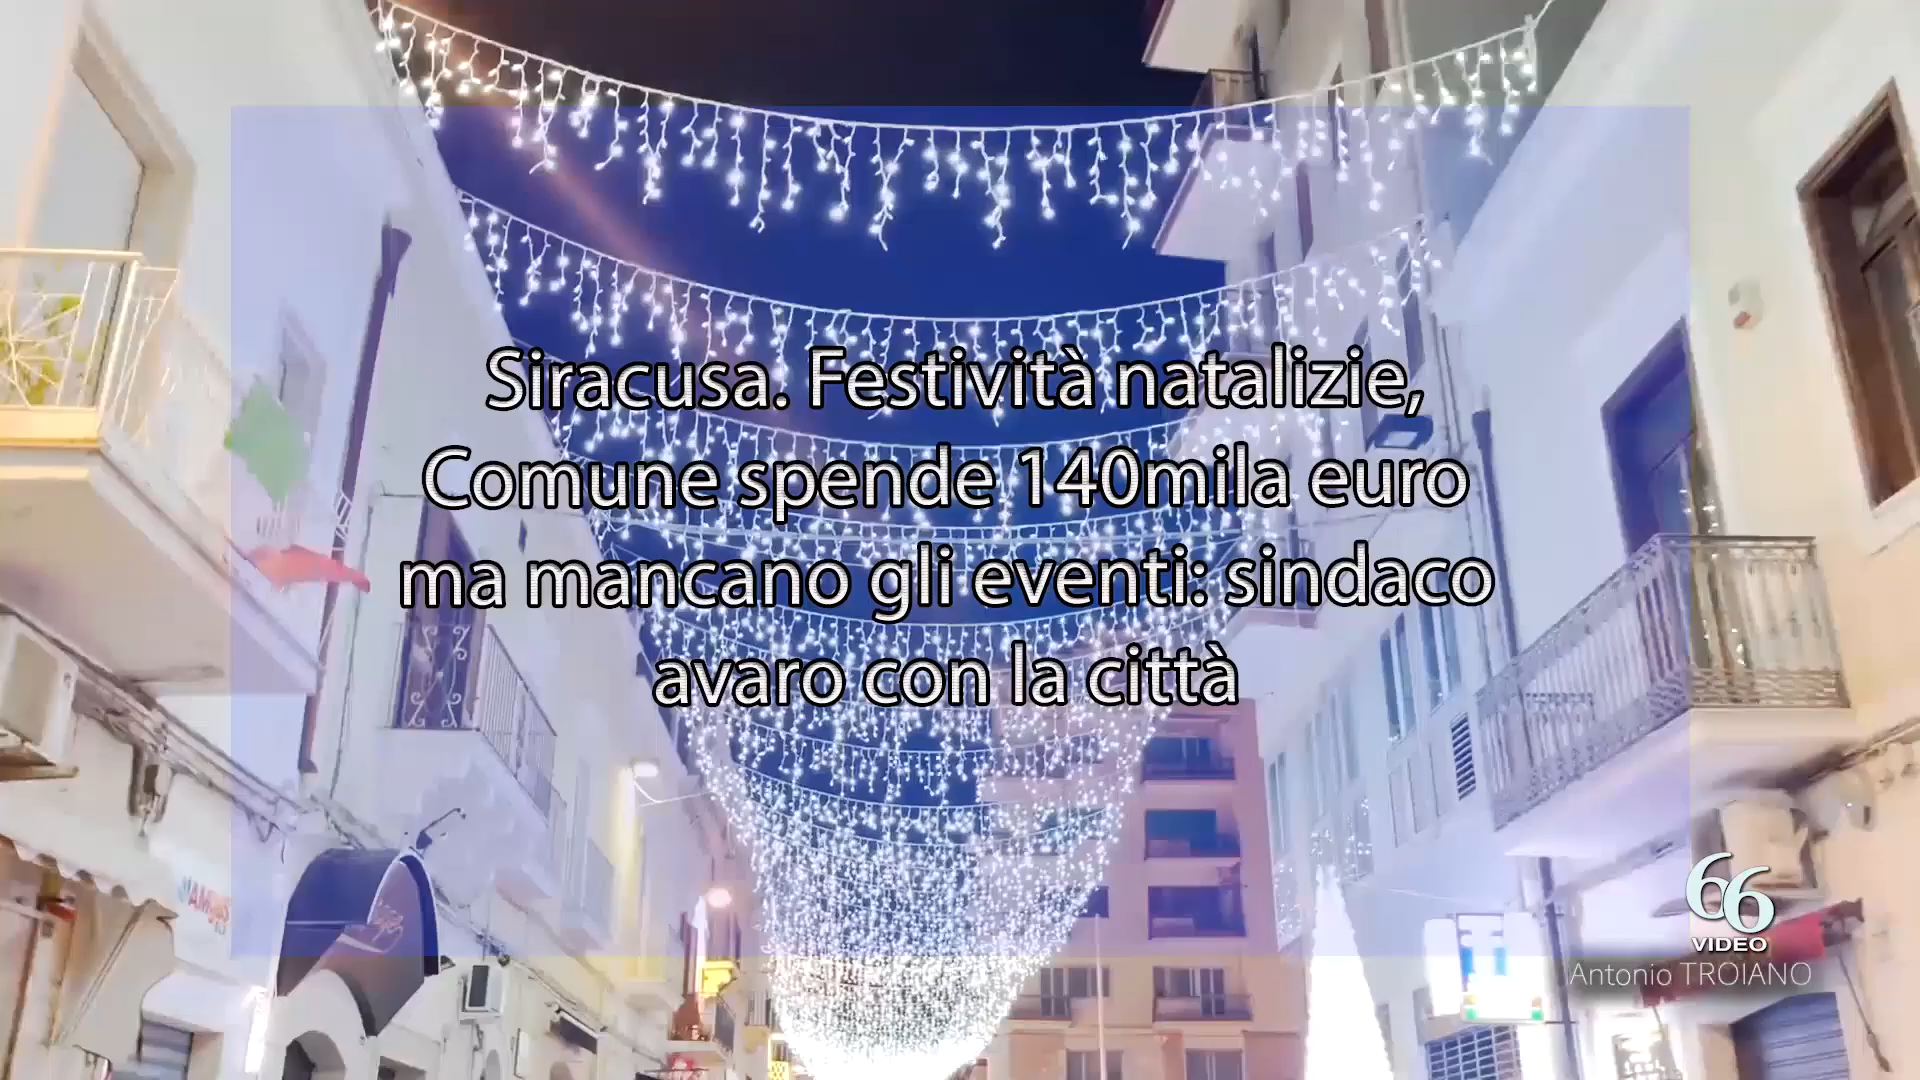 Siracusa. Festività natalizie,
Comune spende 140mila euro
ma mancano gli eventi: sindaco
avaro con la città
66
VIDEO
Antonio TROIANO